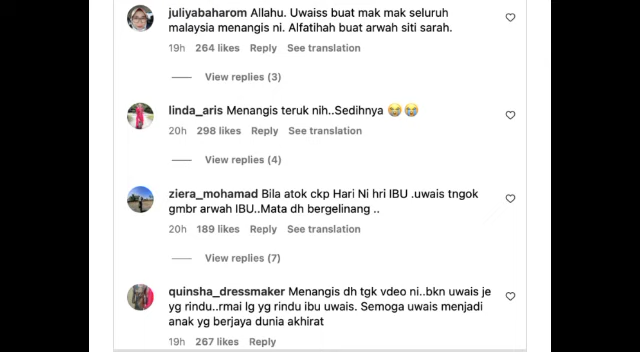 juliyabaharom Allahu. Uwaiss buat mak mak seluruh
malaysia menangis ni. Alfatihah buat arwah siti sarah.
19h 264 likes Reply See translation
View replies (3)
linda_aris Menangis teruk nih..Sedihnya 😭😭
20h 298 likes Reply See translation
View replies (4)
ziera_mohamad Bila atok ckp Hari Ni hri IBU .uwais tngok
gmbr arwah IBU..Mata dh bergelinang ..
20h 189 likes Reply See translation
View replies (7)
quinsha_dressmaker Menangis dh tgk vdeo ni..bkn uwais je
yg rindu..rmai lg yg rindu ibu uwais. Semoga uwais menjadi
anak yg berjaya dunia akhirat
19h 267 likes Reply